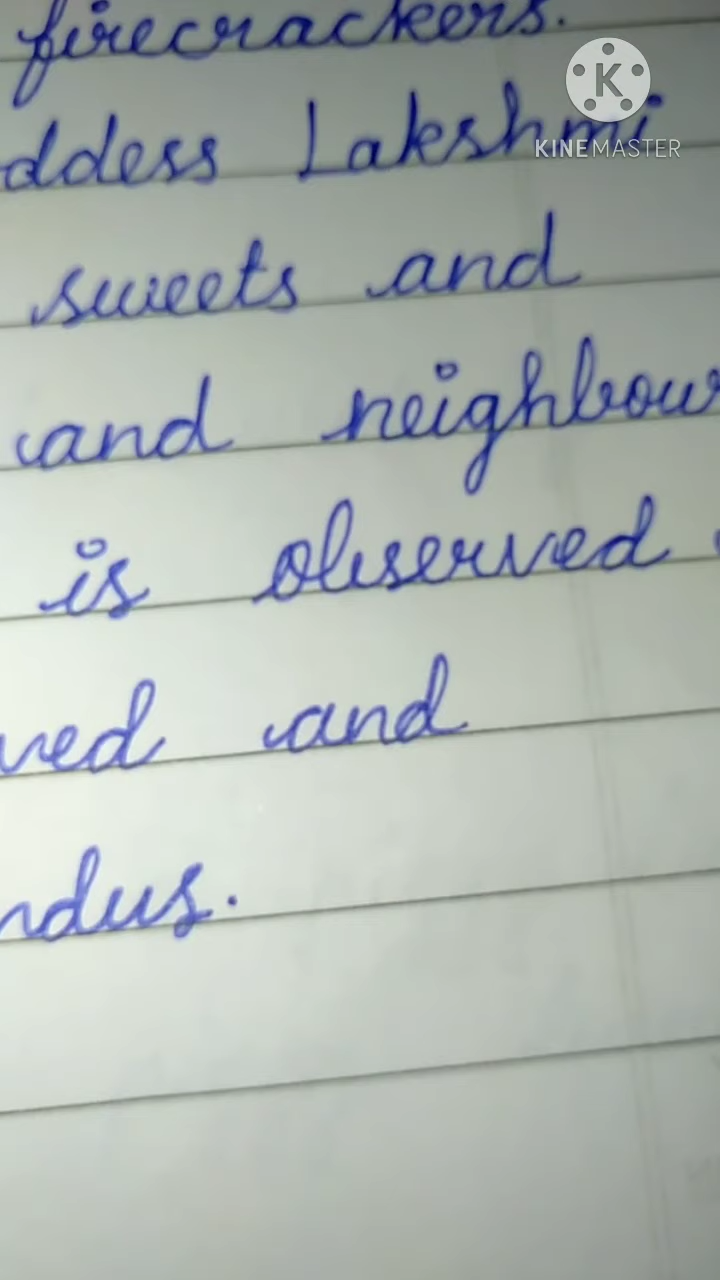 firecrackers.
ddess Lakshmi
sweets and
and neighbour
is observed
ved and
ndus.
K
KINEMASTER